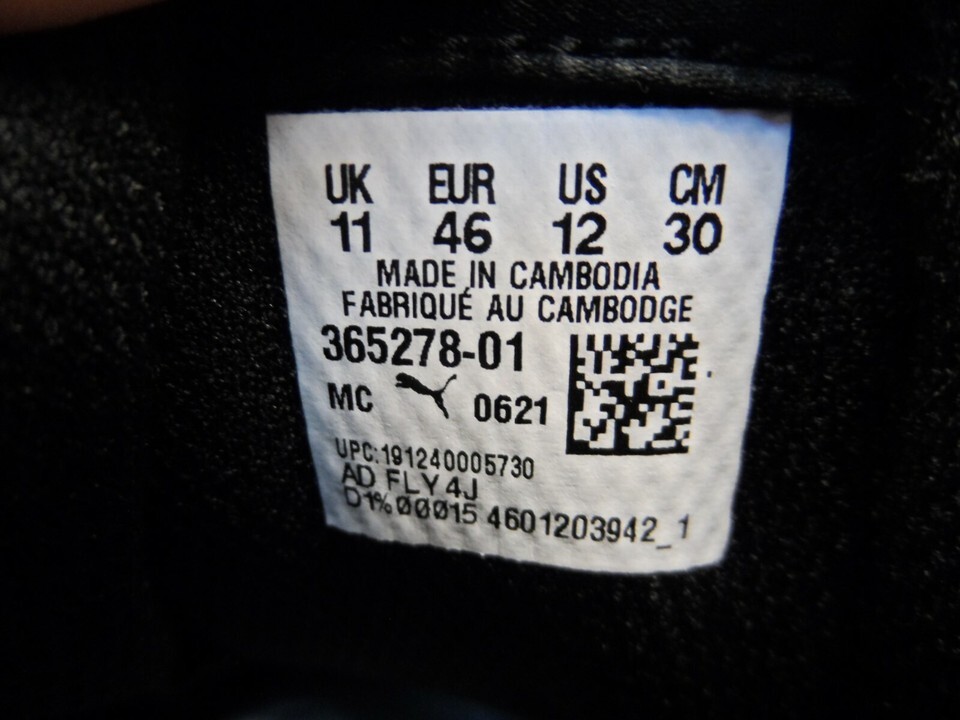 UK EUR US CM
11 46 12 30
MADE IN CAMBODIA
FABRIQUÉ AU CAMBODGE
365278-01
MC 0621
UPC:191240005730
AD FLY4J
D1%00015 4601203942_1